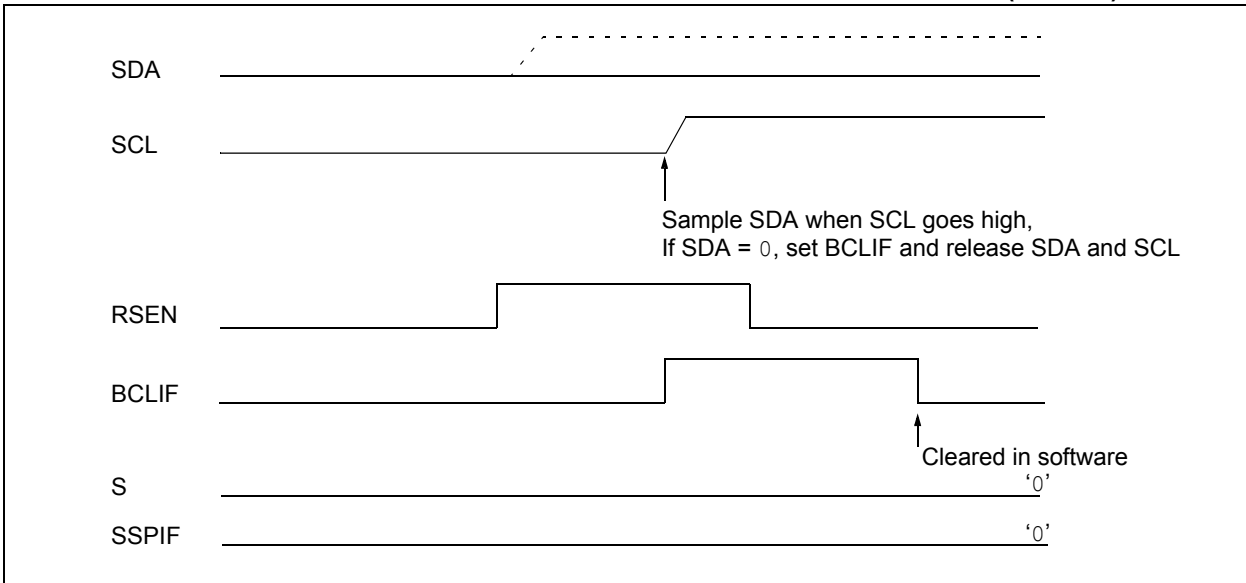 SDA
SCL
Sample SDA when SCL goes high,
If SDA = 0, set BCLIF and release SDA and SCL
RSEN
BCLIF
Cleared in software
S
‘0’
SSPIF
‘0’